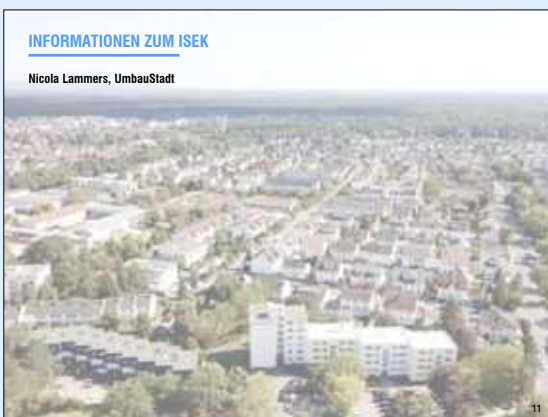 INFORMATIONEN ZUM ISEK
Nicola Lammers, UmbauStadt
11